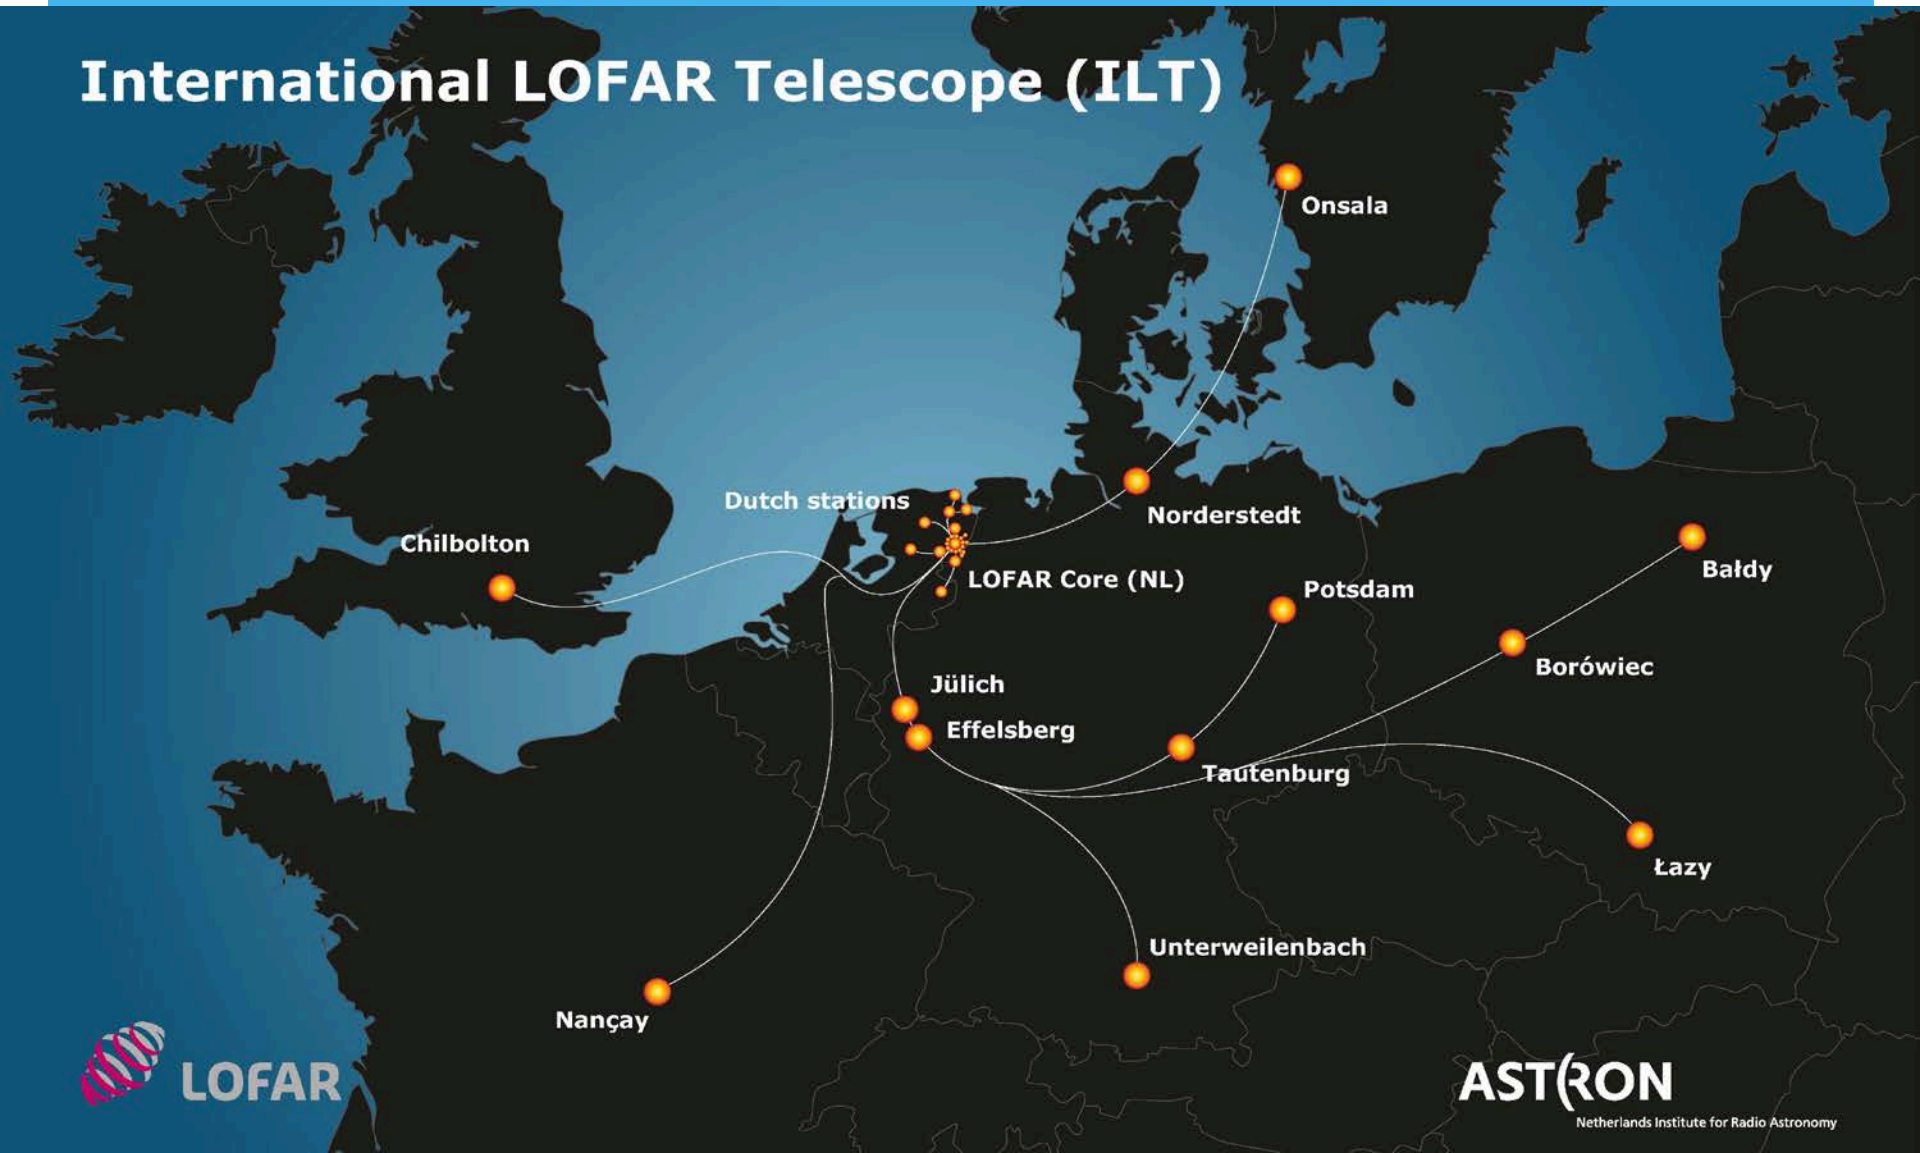 International LOFAR Telescope (ILT)
Onsala
Dutch stations
Norderstedt
Chilbolton
Bałdy
LOFAR Core (NL)
Potsdam
Borówiec
Jülich
Effelsberg
Tautenburg
Łazy
Unterweilenbach
Nançay
LOFAR
ASTRON
Netherlands Institute for Radio Astronomy